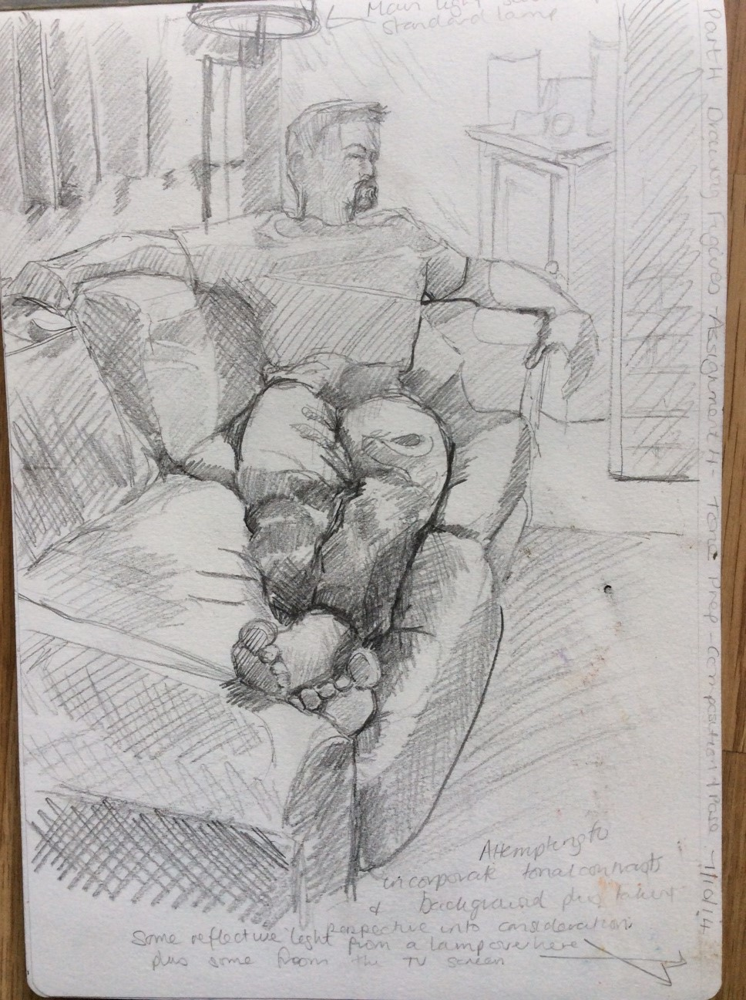 Main light
standard lamp
Part 4 - Drawing Figures - Assignment 4 - Tonal Prep - Composition & Pose 7/10/14
Attempting to
incorporate tonal contrasts
& background plus taking
perspective into consideration.
Some reflective light from a lamp over here
plus some from the TV screen